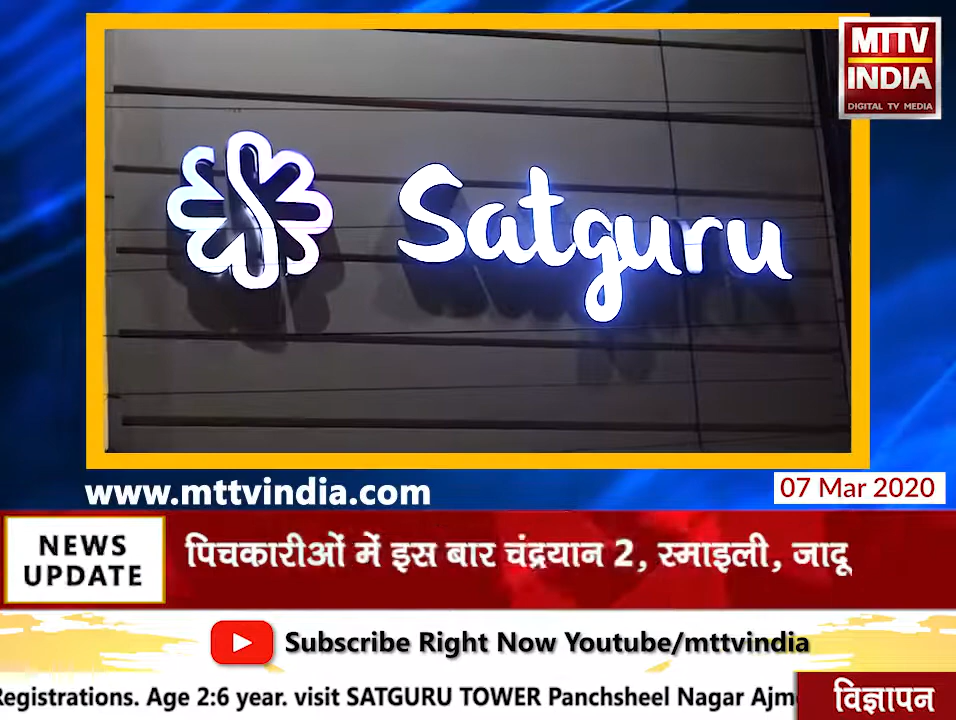 MTTV
INDIA
DIGITAL TV MEDIA
Satguru
www.mttvindia.com
07 Mar 2020
NEWS
UPDATE
पिचकारीओं में इस बार चंद्रयान 2, स्माइली, जादू
Subscribe Right Now Youtube/mttvindia
Registrations. Age 2:6 year. visit SATGURU TOWER Panchsheel Nagar Ajm
विज्ञापन